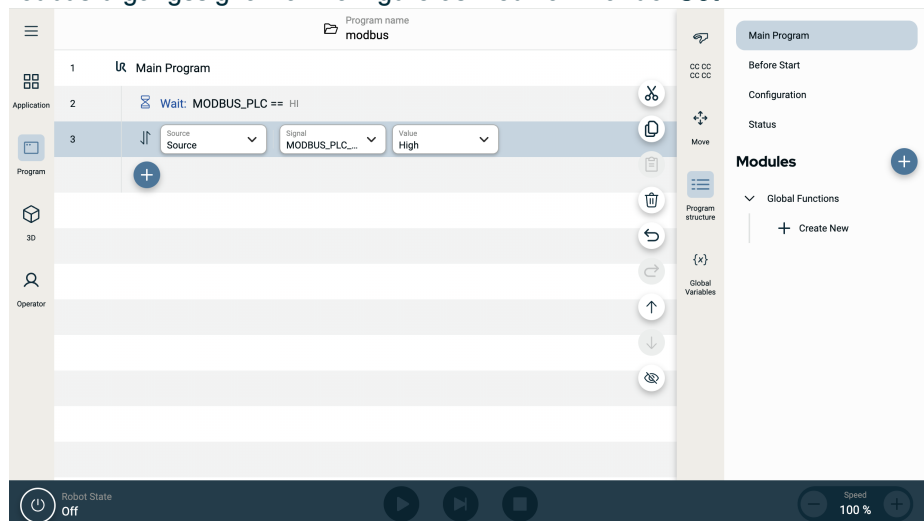 Program name
modbus
Main Program
1 Main Program
CC CC
CC CC
Before Start
Application
2 Wait: MODBUS_PLC == HI
Configuration
3
Source
Source
Signal
MODBUS_PLC_...
Value
High
Move
Status
Program
Modules
Program
structure
Global Functions
Create New
3D
{x}
Global
Variables
Operator
Robot State
Off
Speed
100 %